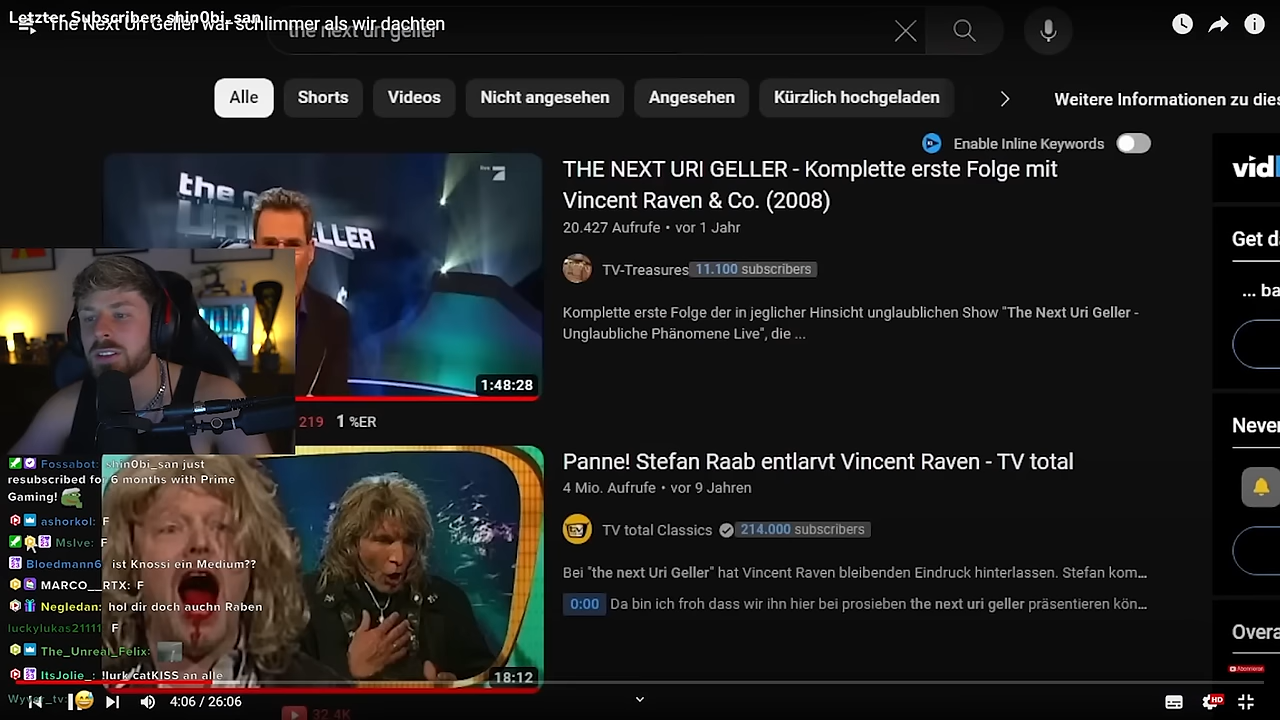 Letzter Subscriber: shin0bi_san
The Next Uri Geller war schlimmer als wir dachten
the next uri geller
Alle
Shorts
Videos
Nicht angesehen
Angesehen
Kürzlich hochgeladen
Weitere Informationen zu dies
Enable Inline Keywords
THE NEXT URI GELLER - Komplette erste Folge mit
Vincent Raven & Co. (2008)
20.427 Aufrufe • vor 1 Jahr
TV-Treasures 11.100 subscribers
Komplette erste Folge der in jeglicher Hinsicht unglaublichen Show "The Next Uri Geller -
Unglaubliche Phänomene Live", die ...
the n
GELLER
1:48:28
219 1 %ER
Get da
... ba
Never
Overa
Panne! Stefan Raab entlarvt Vincent Raven - TV total
4 Mio. Aufrufe • vor 9 Jahren
TV total Classics 214.000 subscribers
Bei "the next Uri Geller" hat Vincent Raven bleibenden Eindruck hinterlassen. Stefan kom...
0:00 Da bin ich froh dass wir ihn hier bei prosieben the next uri geller präsentieren kön...
18:12
Fossabot: shin0bi_san just
resubscribed for 6 months with Prime
Gaming!
ashorkol: F
Mslve: F
Bloedmann6 ist Knossi ein Medium??
MARCO__RTX: F
Negledan: hol dir doch auchn Raben
luckylukas21111 F
The_Unreal_Felix:
ItsJolie_: !lurk catKISS an alle
Wyver_tv:
4:06 / 26:06
HD
32.4K